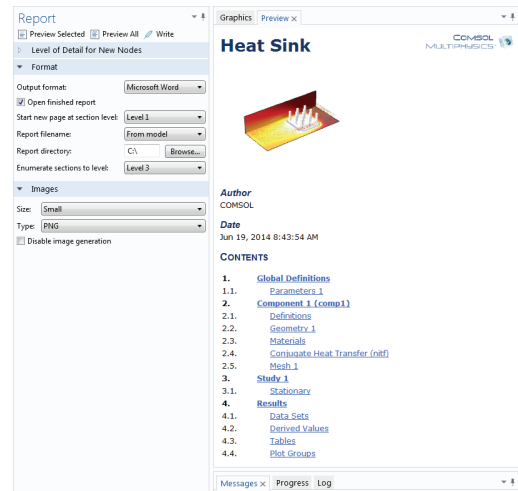 Report
Preview Selected Preview All Write
Level of Detail for New Nodes
Format
Output format: Microsoft Word
Open finished report
Start new page at section level: Level 1
Report filename: From model
Report directory: C:\ Browse...
Enumerate sections to level: Level 3
Images
Size: Small
Type: PNG
Disable image generation
Graphics Preview ×
Heat Sink
COMSOL
MULTIPHYSICS
Author
COMSOL
Date
Jun 19, 2014 8:43:54 AM
CONTENTS
1. Global Definitions
1.1. Parameters 1
2. Component 1 (comp1)
2.1. Definitions
2.2. Geometry 1
2.3. Materials
2.4. Conjugate Heat Transfer (nitf)
2.5. Mesh 1
3. Study 1
3.1. Stationary
4. Results
4.1. Data Sets
4.2. Derived Values
4.3. Tables
4.4. Plot Groups
Messages × Progress Log